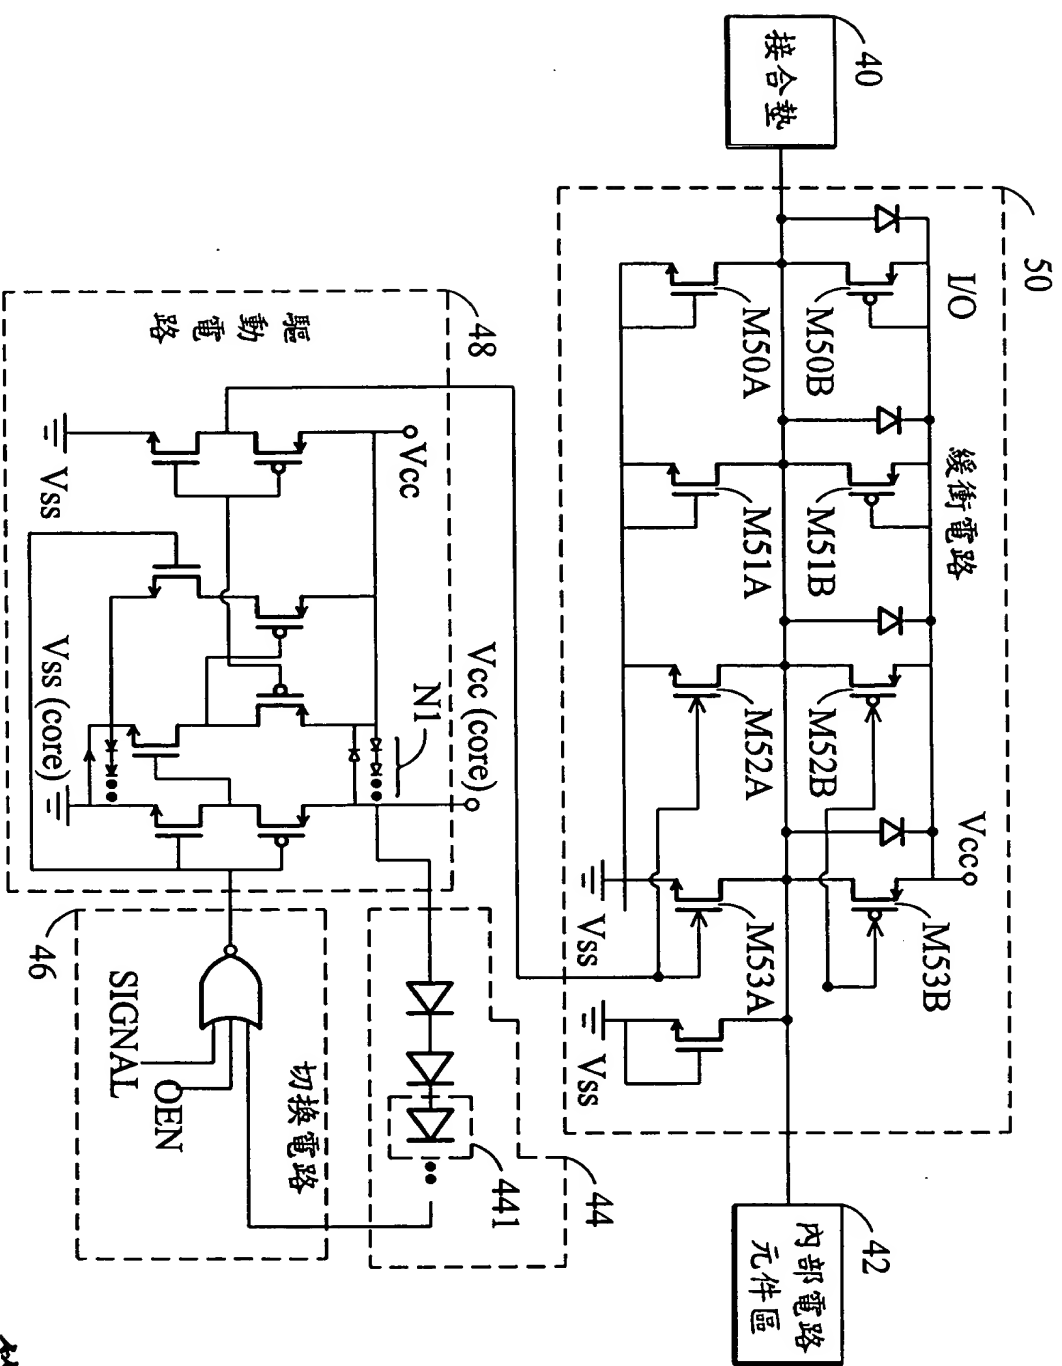 40
接合墊
50
I/O
緩衝電路
M50B
M50A
M51B
M51A
M52B
M52A
M53B
M53A
Vcc
Vss
Vss
42
內部電路
元件區
48
驅動電路
Vcc
Vss
Vcc (core)
N1
Vss (core)
44
441
46
切換電路
SIGNAL
OEN